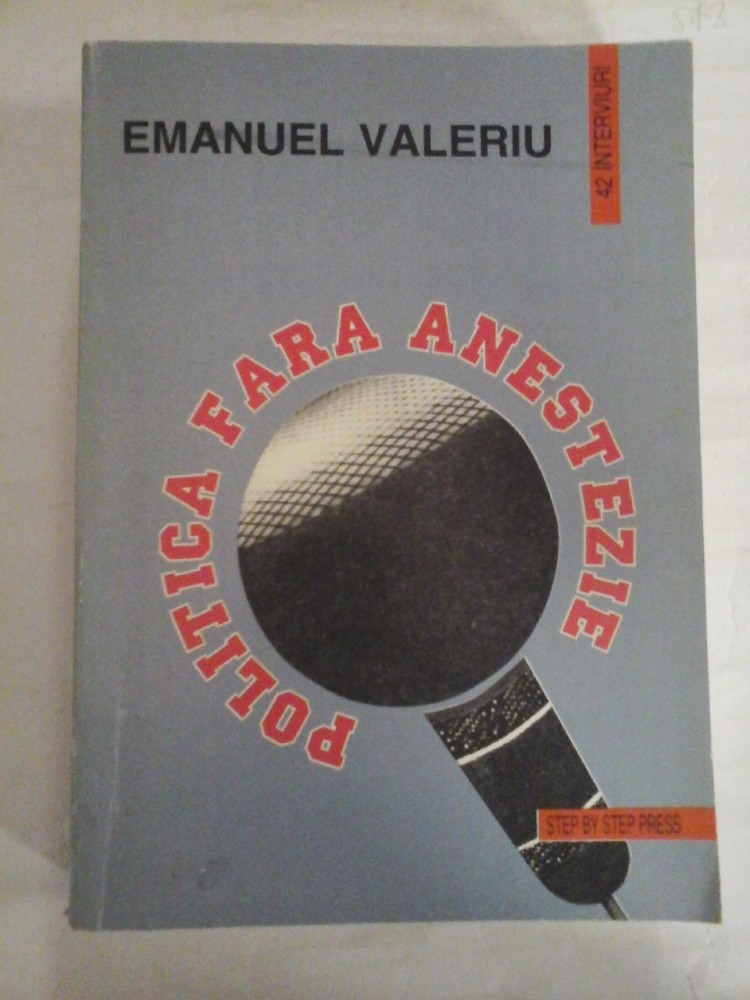 EMANUEL VALERIU
42 INTERVIURI
POLITICA FARA ANESTEZIE
STEP BY STEP PRESS